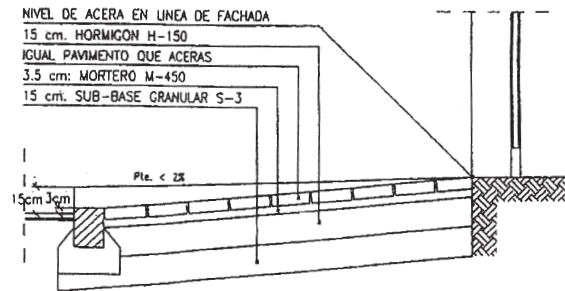 NIVEL DE ACERA EN LINEA DE FACHADA
15 cm. HORMIGON H-150
IGUAL PAVIMENTO QUE ACERAS
3.5 cm: MORTERO M-450
15 cm. SUB-BASE GRANULAR S-3
Pte. < 2%
15cm 3cm